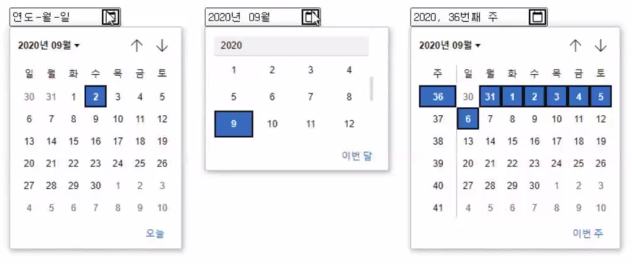 연도-월-일
2020년 09월
일 월 화 수 목 금 토
30 31 1 2 3 4 5
6 7 8 9 10 11 12
13 14 15 16 17 18 19
20 21 22 23 24 25 26
27 28 29 30 1 2 3
4 5 6 7 8 9 10
오늘
2020년 09월
2020
1 2 3 4
5 6 7 8
9 10 11 12
이번 달
2020, 36번째 주
2020년 09월
주 일 월 화 수 목 금 토
36 30 31 1 2 3 4 5
37 6 7 8 9 10 11 12
38 13 14 15 16 17 18 19
39 20 21 22 23 24 25 26
40 27 28 29 30 1 2 3
41 4 5 6 7 8 9 10
이번 주